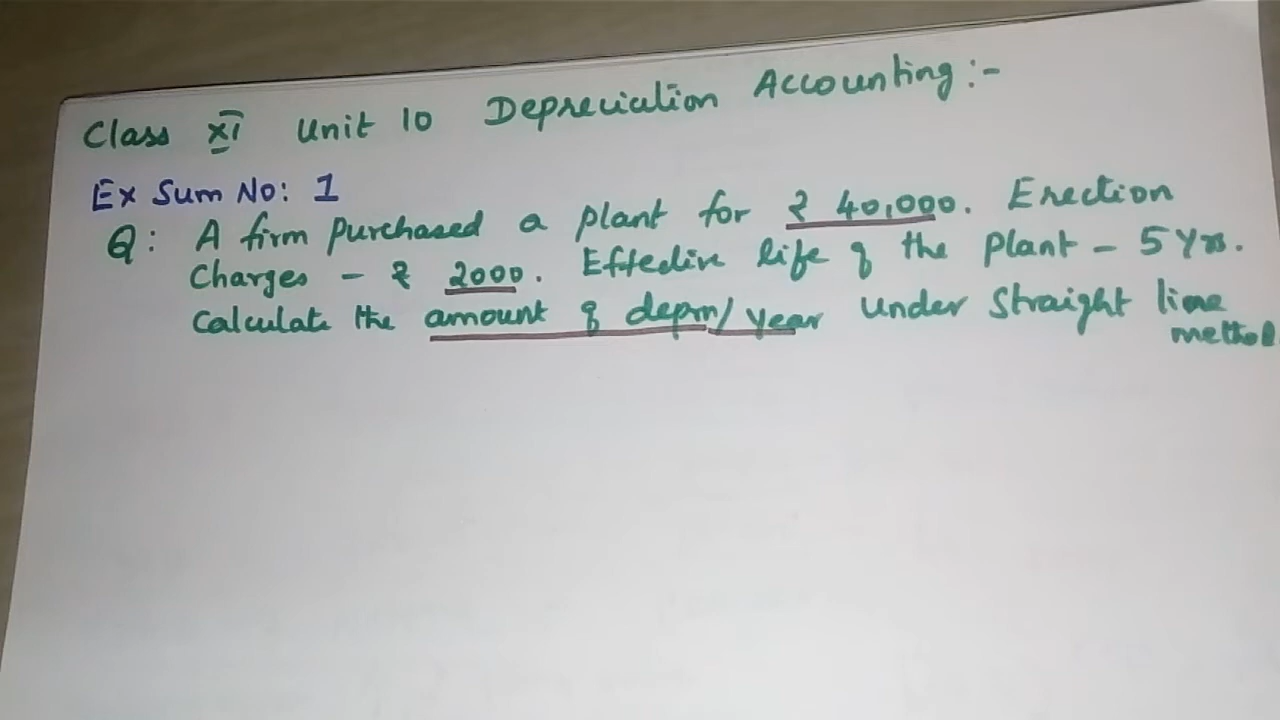 Class XI Unit 10 Depreciation Accounting:-
Ex Sum No: 1
Q: A firm purchased a plant for ₹ 40,000. Erection
Charges - ₹ 2000. Effective life of the plant - 5 Yrs.
Calculate the amount of deprn/year under Straight line
method